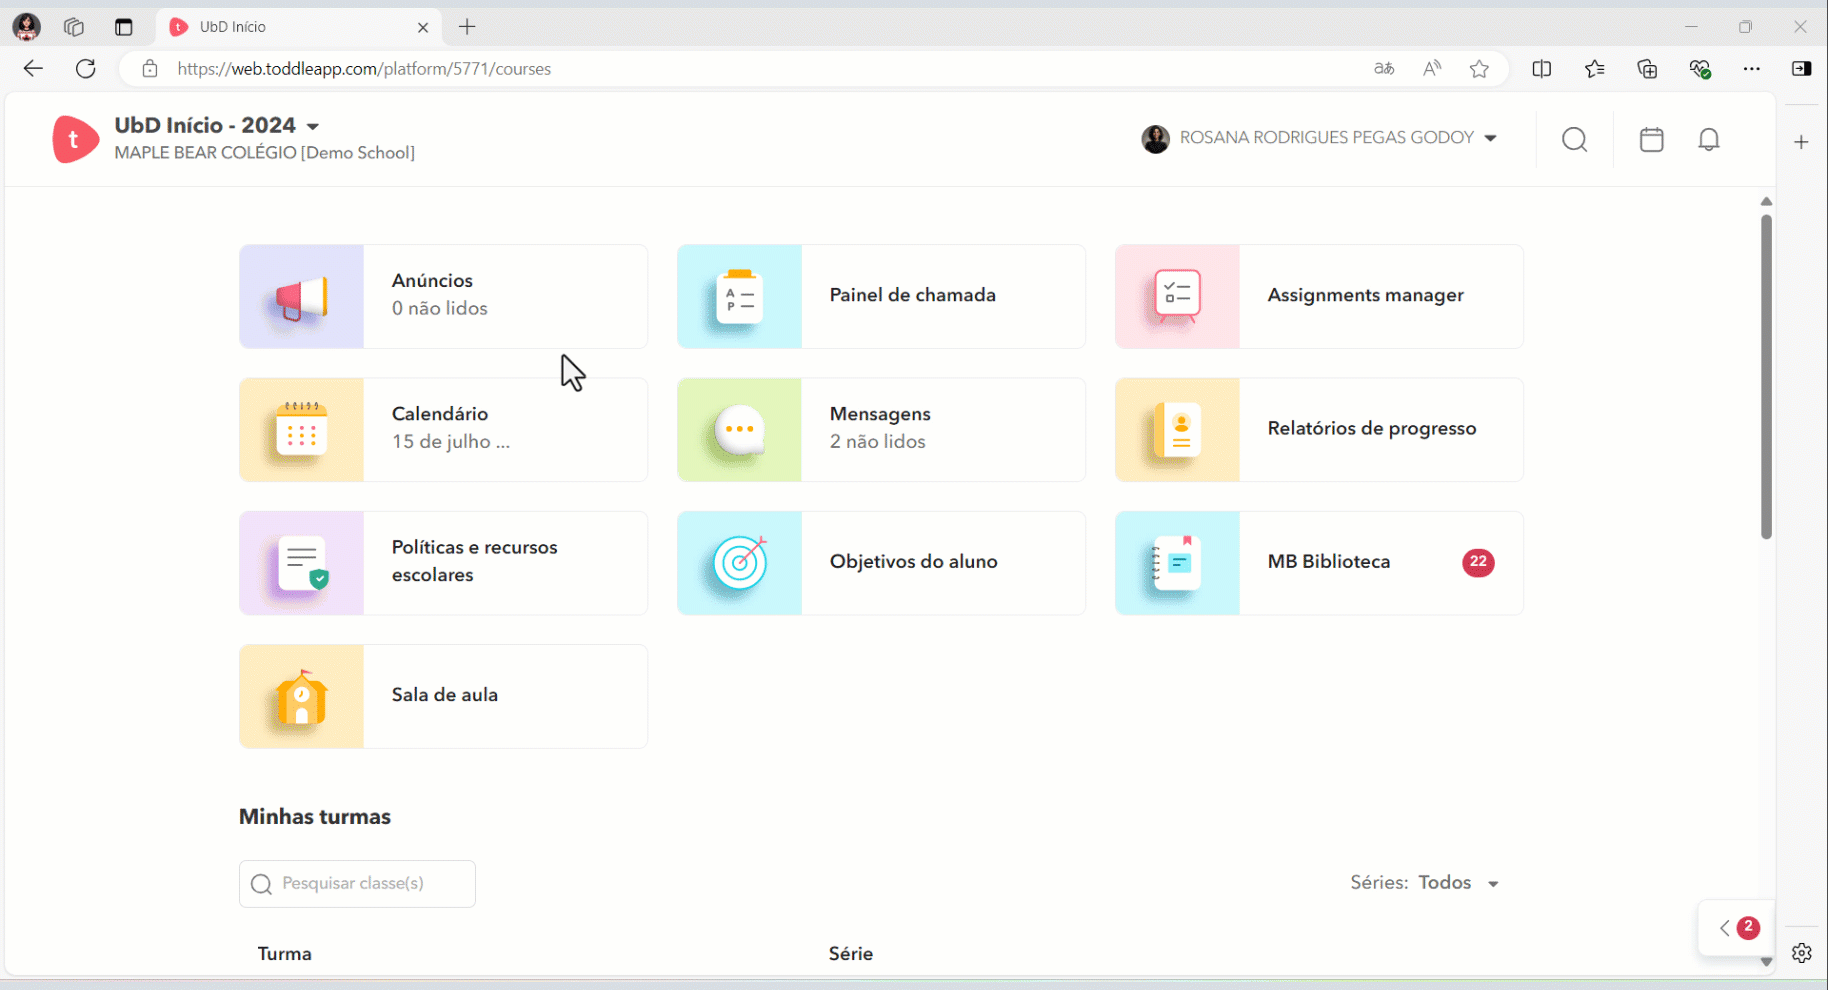 UbD Início
https://web.toddleapp.com/platform/5771/courses
t
UbD Início - 2024
MAPLE BEAR COLÉGIO [Demo School]
ROSANA RODRIGUES PEGAS GODOY
Anúncios
0 não lidos
A
P
Painel de chamada
Assignments manager
Calendário
15 de julho ...
Mensagens
2 não lidos
Relatórios de progresso
Políticas e recursos
escolares
Objetivos do aluno
MB Biblioteca
22
Sala de aula
Minhas turmas
Pesquisar classe(s)
Séries: Todos
2
Turma
Série